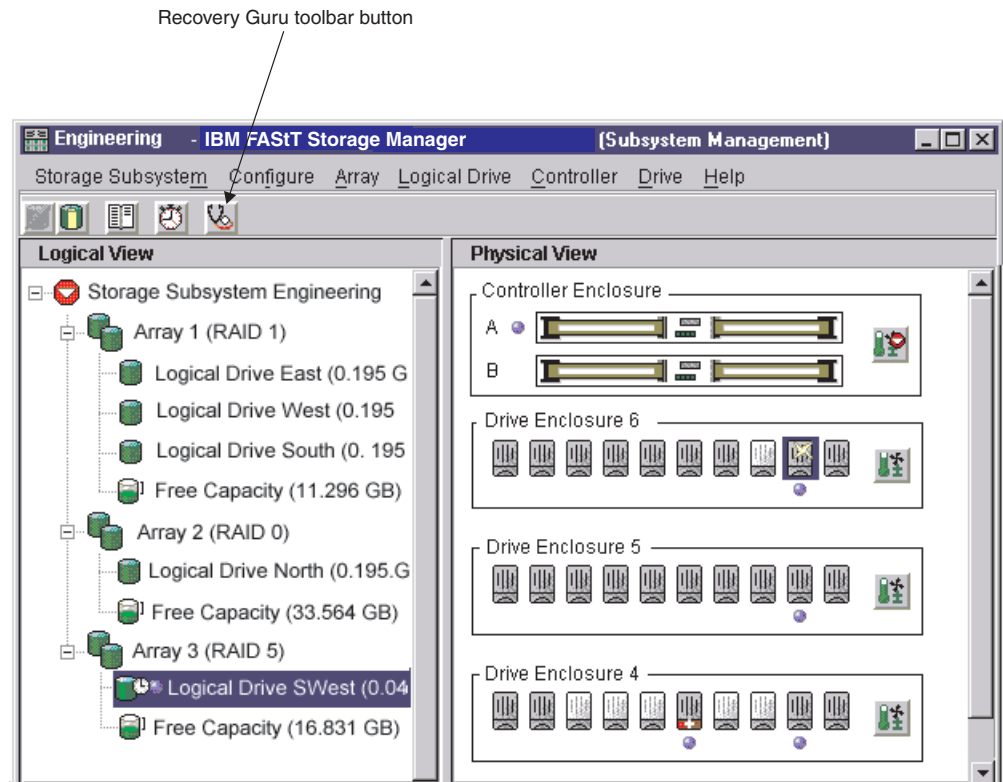 Recovery Guru toolbar button
Engineering - IBM FAStT Storage Manager (Subsystem Management)
Storage Subsystem Configure Array Logical Drive Controller Drive Help
Logical View
Storage Subsystem Engineering
Array 1 (RAID 1)
Logical Drive East (0.195 G
Logical Drive West (0.195
Logical Drive South (0. 195
Free Capacity (11.296 GB)
Array 2 (RAID 0)
Logical Drive North (0.195.G
Free Capacity (33.564 GB)
Array 3 (RAID 5)
Logical Drive SWest (0.04
Free Capacity (16.831 GB)
Physical View
Controller Enclosure
A
B
Drive Enclosure 6
Drive Enclosure 5
Drive Enclosure 4